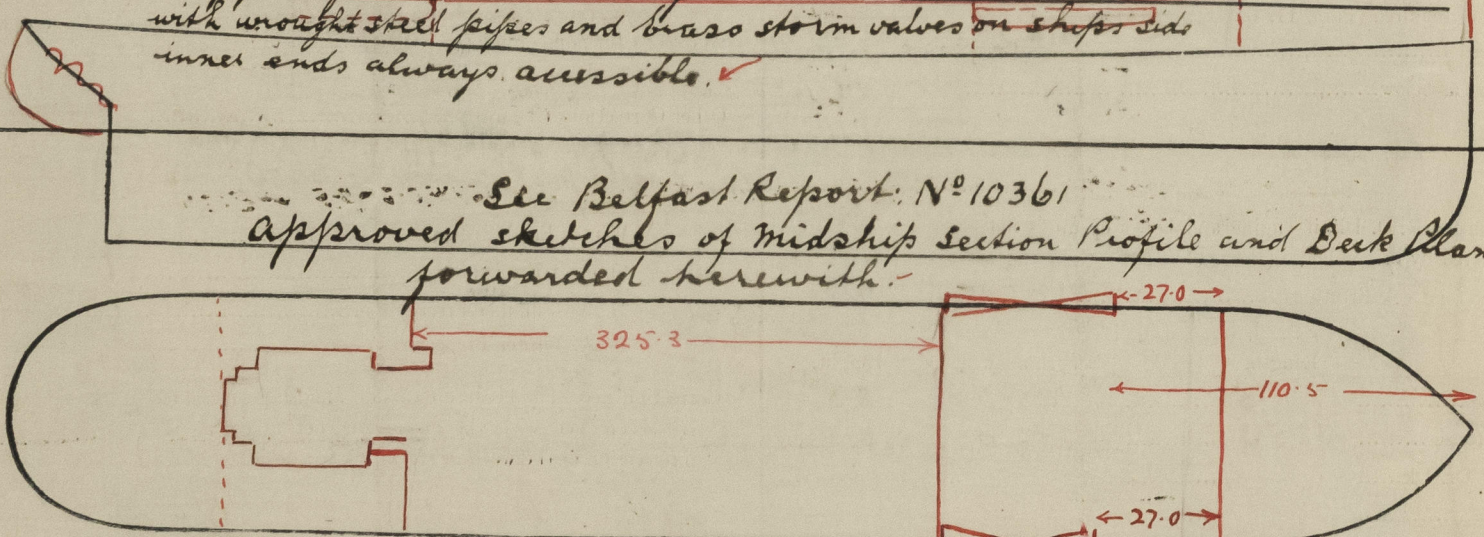 with wrought steel pipes and brass storm valves on ships side
inner ends always accessible.
See Belfast Report. Nº 10361
approved sketches of Midship Section Profile and Deck Plan
forwarded herewith.-
27.0
325.3
110.5
27.0